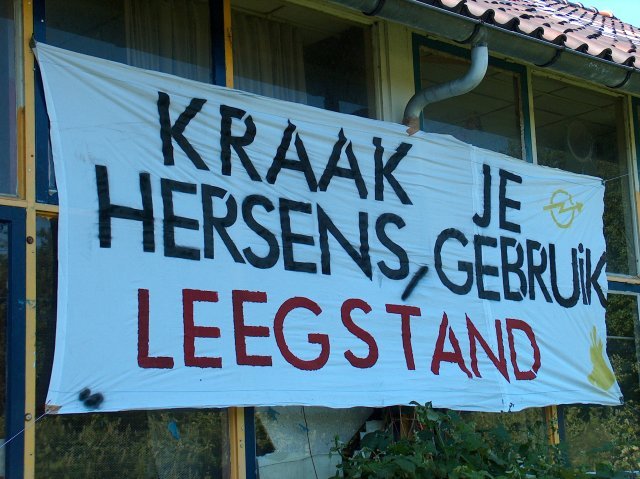 KRAAK JE
HERSENS, GEBRUiK
LEEGSTAND